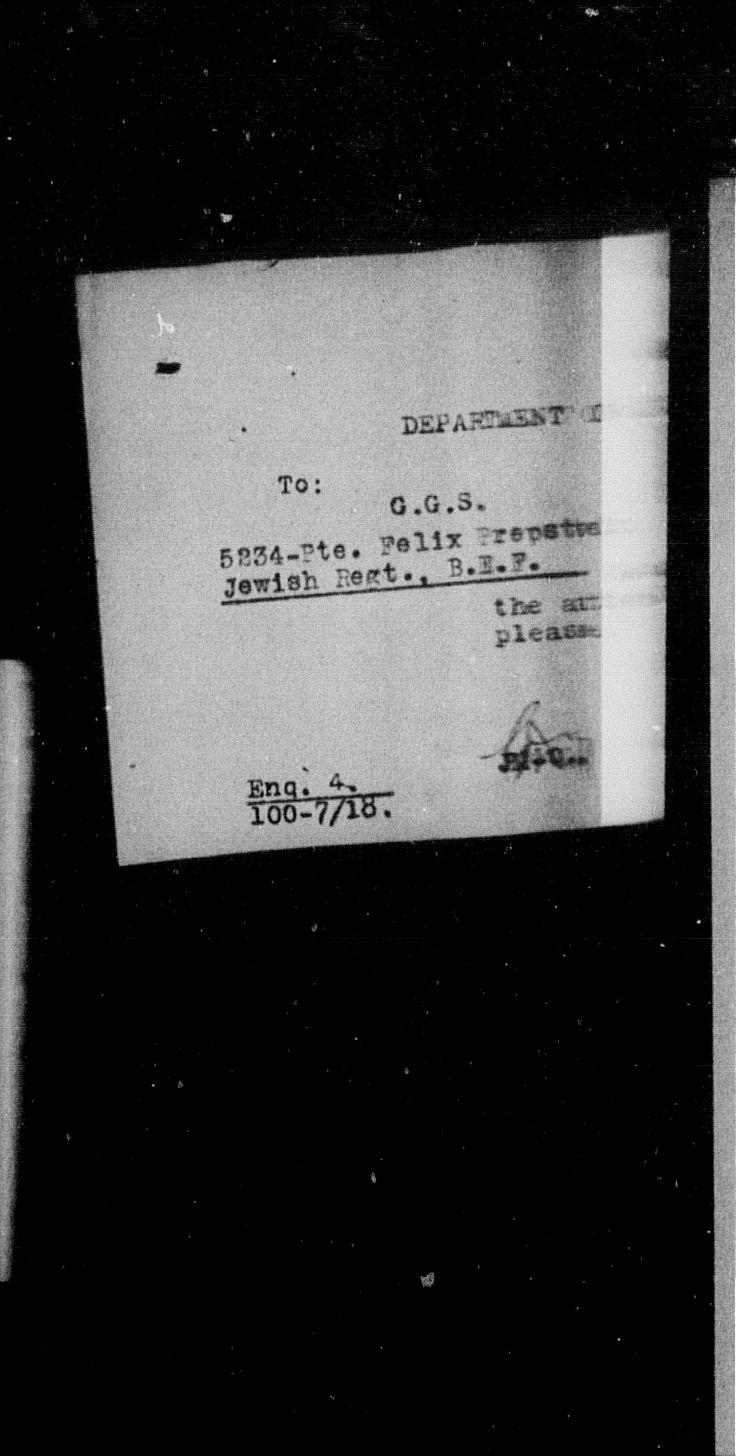 DEPARTMENT
To:
G.G.S.
5234-Pte. Felix
Jewish Regt., B.E.F.
the
please
Enq. 4.
100-7/18.